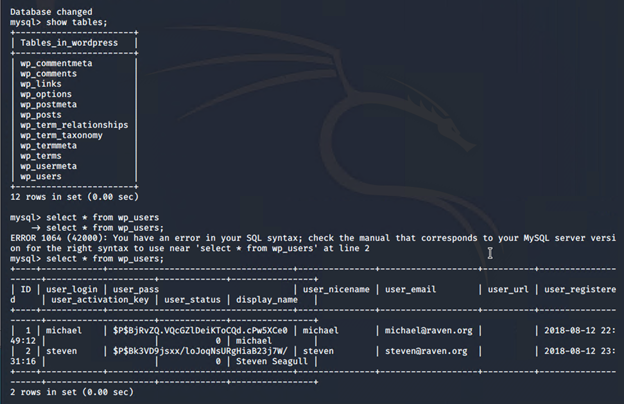 Database changed
mysql> show tables;
+-----------------------+
| Tables_in_wordpress |
+-----------------------+
| wp_commentmeta |
| wp_comments |
| wp_links |
| wp_options |
| wp_postmeta |
| wp_posts |
| wp_term_relationships |
| wp_term_taxonomy |
| wp_termmeta |
| wp_terms |
| wp_usermeta |
| wp_users |
+-----------------------+
12 rows in set (0.00 sec)
mysql> select * from wp_users
    -> select * from wp_users;
ERROR 1064 (42000): You have an error in your SQL syntax; check the manual that corresponds to your MySQL server versi
on for the right syntax to use near 'select * from wp_users' at line 2
mysql> select * from wp_users;
| ID | user_login | user_pass | user_nicename | user_email | user_url | user_registere
d | user_activation_key | user_status | display_name |
| 1 | michael | $P$BjRvZQ.VQcGZlDeiKToCQd.cPw5XCe0 | michael | michael@raven.org | | 2018-08-12 22:
49:12 | | 0 | michael |
| 2 | steven | $P$Bk3VD9jsxx/loJoqNsURgHiaB23j7W/ | steven | steven@raven.org | | 2018-08-12 23:
31:16 | | 0 | Steven Seagull |
2 rows in set (0.00 sec)